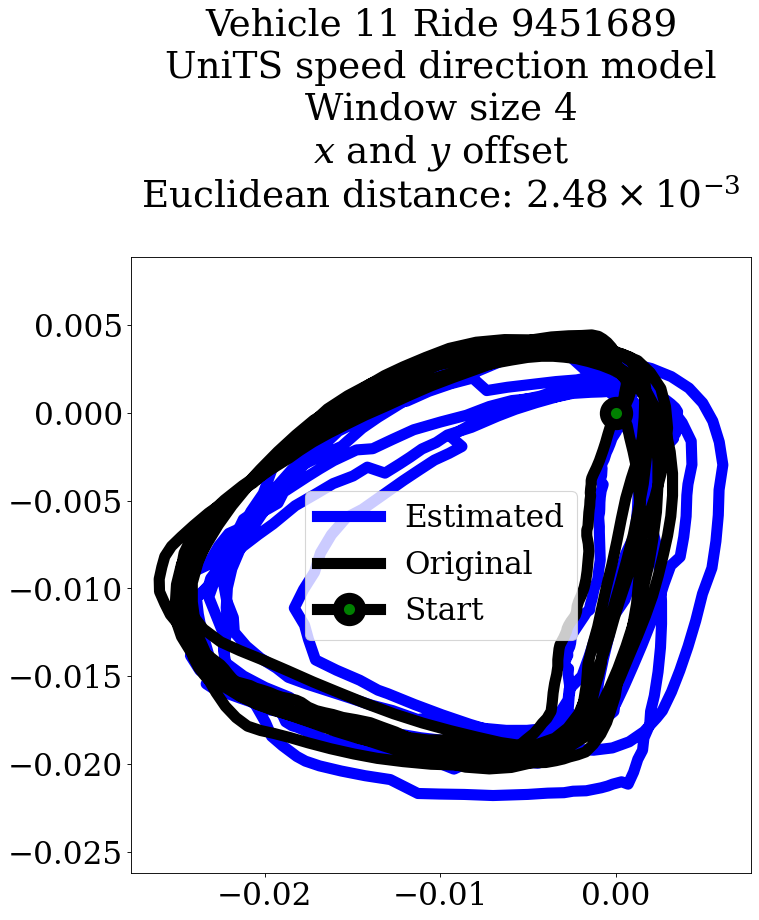 Vehicle 11 Ride 9451689
UniTS speed direction model
Window size 4
x and y offset
Euclidean distance: 2.48 × 10⁻³
0.005
0.000
−0.005
−0.010
−0.015
−0.020
−0.025
Estimated
Original
Start
−0.02
−0.01
0.00